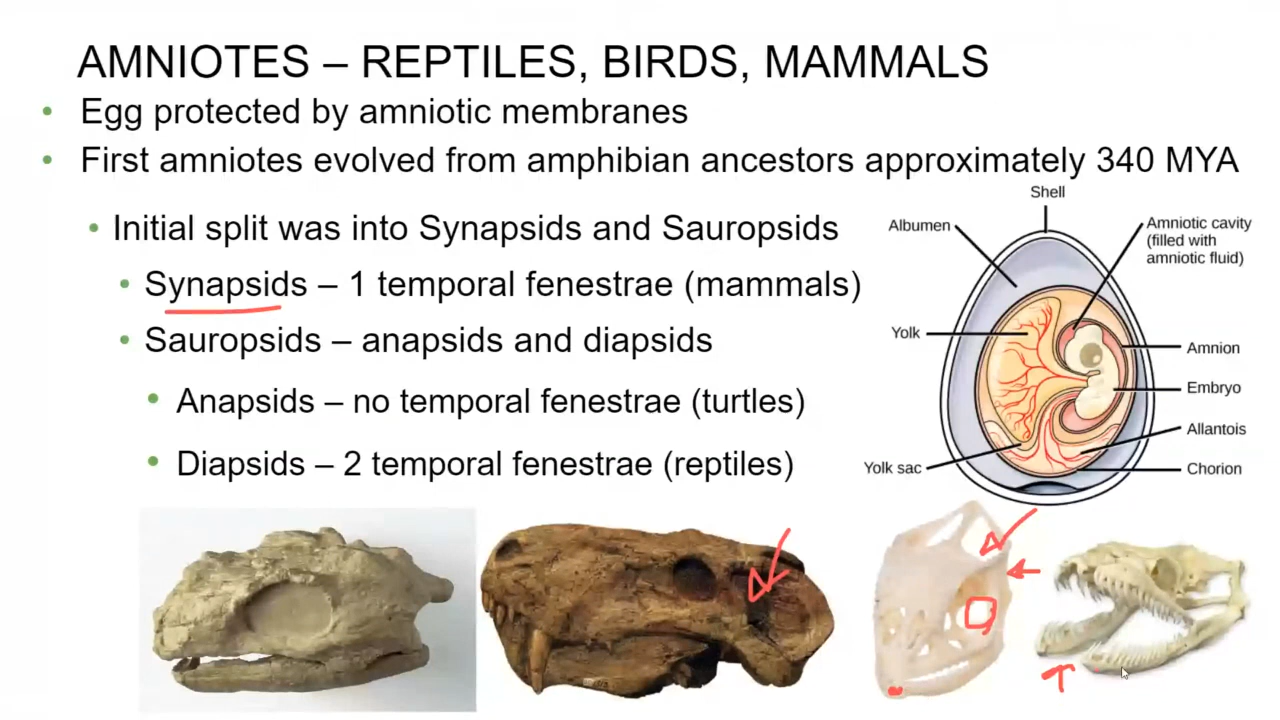 AMNIOTES – REPTILES, BIRDS, MAMMALS
• Egg protected by amniotic membranes
• First amniotes evolved from amphibian ancestors approximately 340 MYA
• Initial split was into Synapsids and Sauropsids
• Synapsids – 1 temporal fenestrae (mammals)
• Sauropsids – anapsids and diapsids
• Anapsids – no temporal fenestrae (turtles)
• Diapsids – 2 temporal fenestrae (reptiles)
Shell
Albumen
Amniotic cavity
(filled with
amniotic fluid)
Yolk
Amnion
Embryo
Allantois
Yolk sac
Chorion